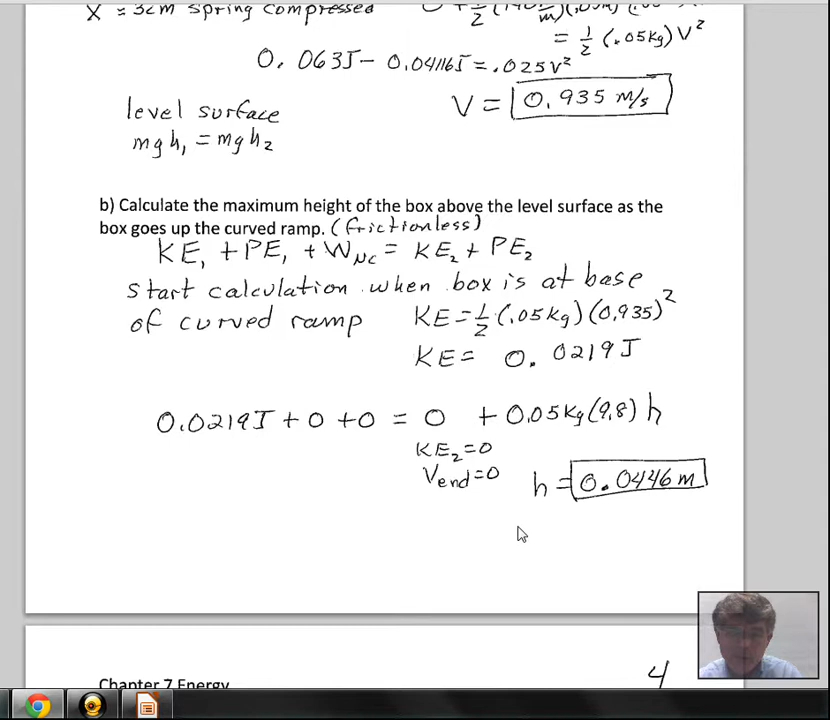 X = 3cm spring compressed
= 1/2 (.05Kg) V²
0.063J - 0.04116J = .025V²
V = 0.935 m/s
level surface
mgh₁ = mgh₂
b) Calculate the maximum height of the box above the level surface as the
box goes up the curved ramp. (frictionless)
KE₁ + PE₁ + W_NC = KE₂ + PE₂
start calculation when box is at base
of curved ramp KE = 1/2 (.05Kg)(0.935)²
KE = 0.0219J
0.0219J + 0 + 0 = 0 + 0.05Kg(9.8) h
KE₂ = 0
V_end = 0 h = 0.0446 m
Chapter 7 Energy 4